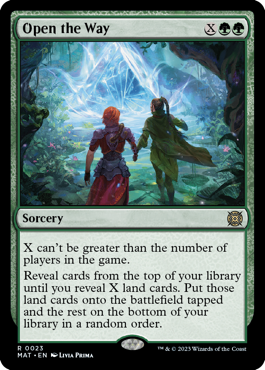 Open the Way X
Sorcery
X can't be greater than the number of
players in the game.
Reveal cards from the top of your library
until you reveal X land cards. Put those
land cards onto the battlefield tapped
and the rest on the bottom of your
library in a random order.
R 0023
MAT • EN LIVIA PRIMA
™ & © 2023 Wizards of the Coast